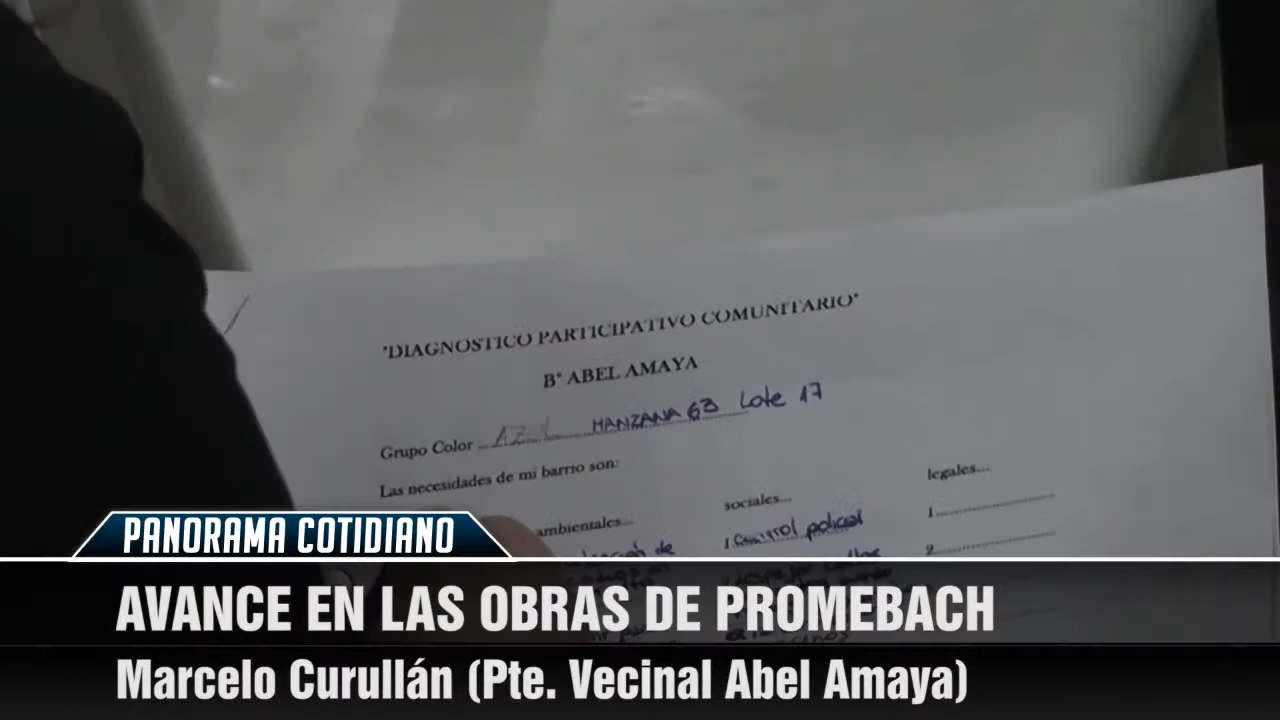 "DIAGNOSTICO PARTICIPATIVO COMUNITARIO"
B° ABEL AMAYA
Grupo Color AZUL MANZANA 63 Lote 17
Las necesidades de mi barrio son:
ambientales...
sociales...
legales...
1 Control policial
1
2
PANORAMA COTIDIANO
AVANCE EN LAS OBRAS DE PROMEBACH
Marcelo Curullán (Pte. Vecinal Abel Amaya)